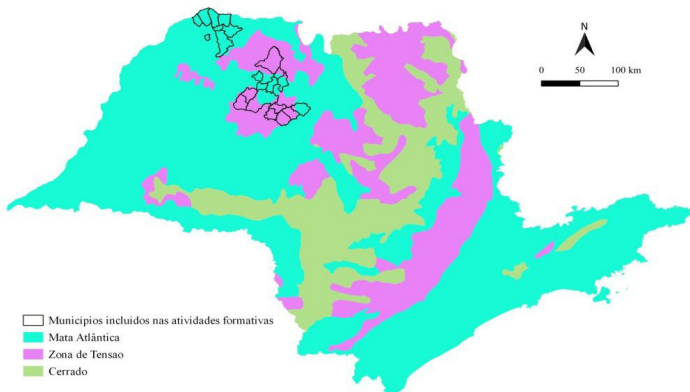 N
0 50 100 km
Municipios incluidos nas atividades formativas
Mata Atlântica
Zona de Tensao
Cerrado